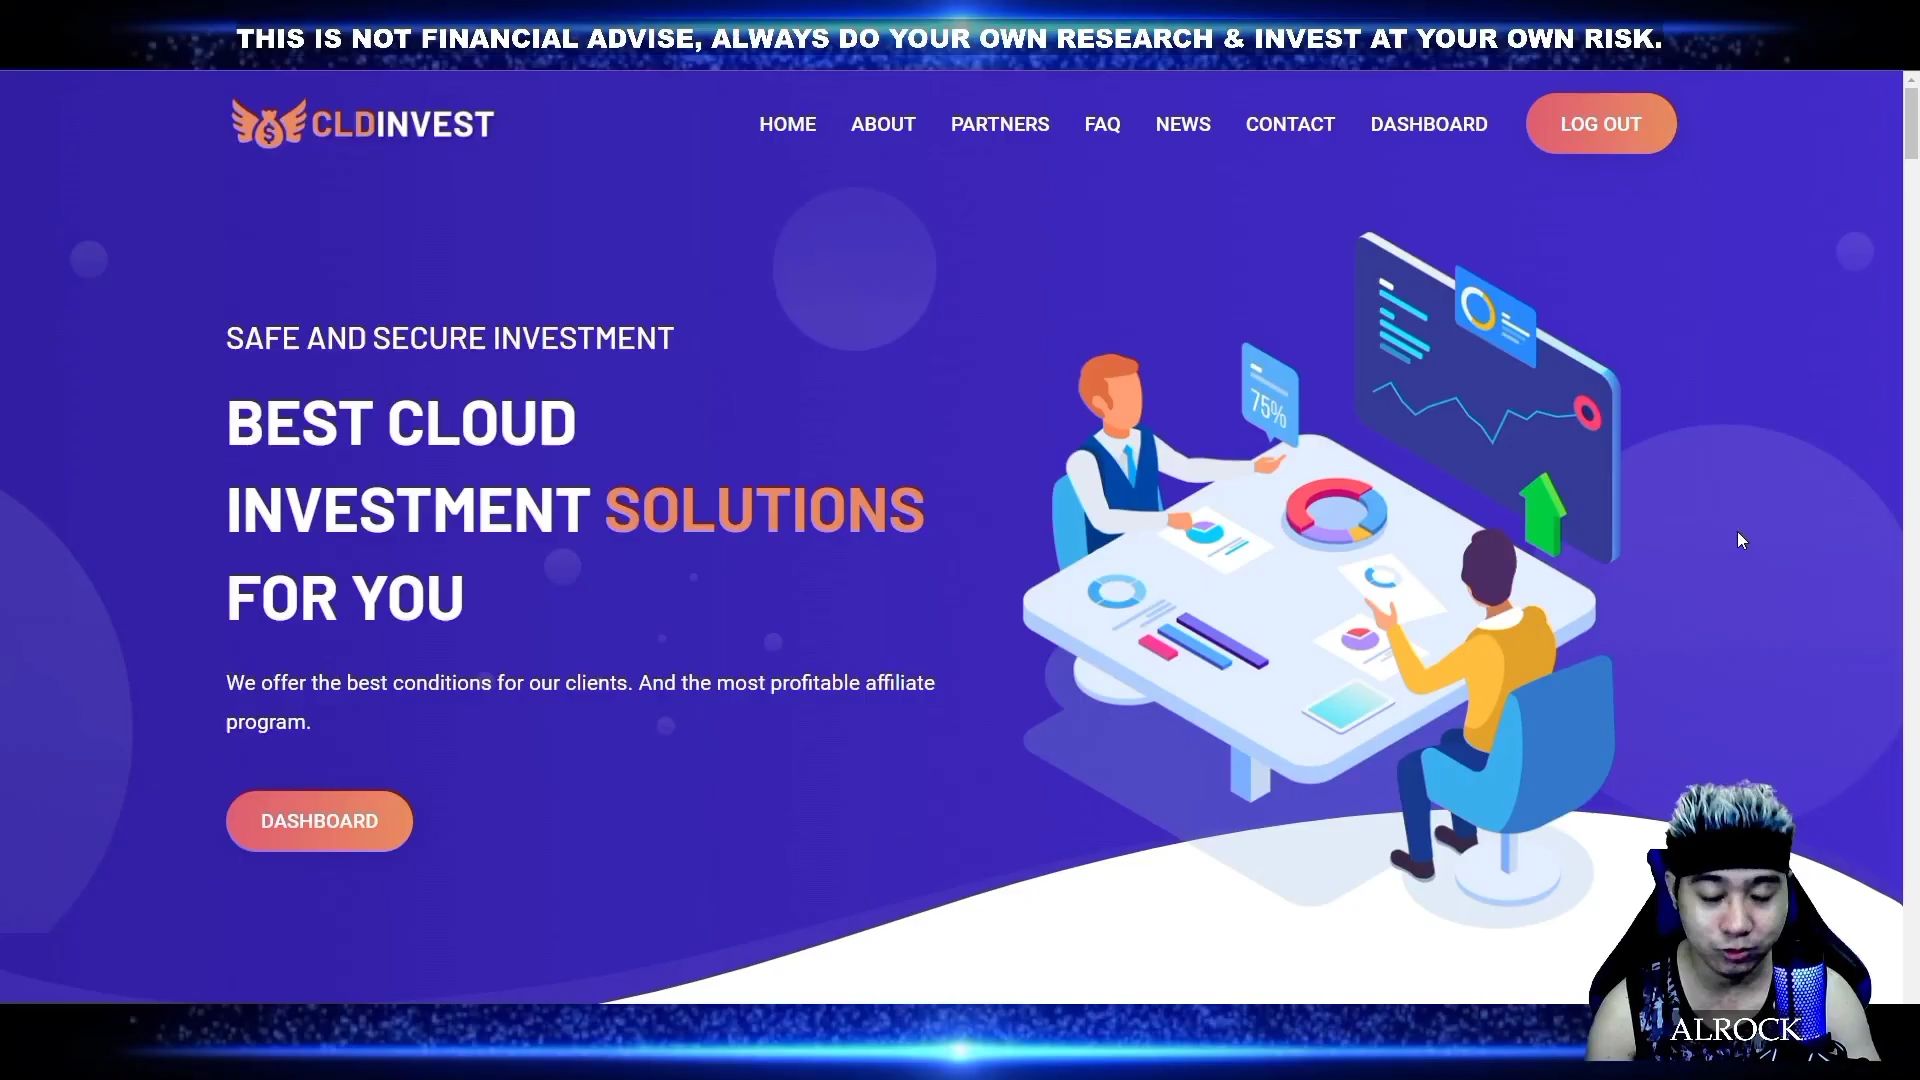 THIS IS NOT FINANCIAL ADVISE, ALWAYS DO YOUR OWN RESEARCH & INVEST AT YOUR OWN RISK.
CLDINVEST
HOME
ABOUT
PARTNERS
FAQ
NEWS
CONTACT
DASHBOARD
LOG OUT
SAFE AND SECURE INVESTMENT
BEST CLOUD
INVESTMENT SOLUTIONS
FOR YOU
We offer the best conditions for our clients. And the most profitable affiliate
program.
DASHBOARD
75%
ALROCK